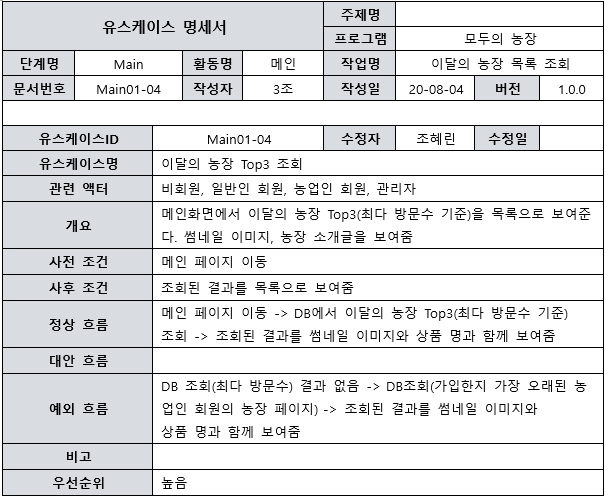 유스케이스 명세서
주제명
프로그램 모두의 농장
단계명 Main 활동명 메인 작업명 이달의 농장 목록 조회
문서번호 Main01-04 작성자 3조 작성일 20-08-04 버전 1.0.0
유스케이스ID Main01-04 수정자 조혜린 수정일
유스케이스명 이달의 농장 Top3 조회
관련 액터 비회원, 일반인 회원, 농업인 회원, 관리자
개요
메인화면에서 이달의 농장 Top3(최다 방문수 기준)을 목록으로 보여준
다. 썸네일 이미지, 농장 소개글을 보여줌
사전 조건 메인 페이지 이동
사후 조건 조회된 결과를 목록으로 보여줌
정상 흐름
메인 페이지 이동 -> DB에서 이달의 농장 Top3(최다 방문수 기준)
조회 -> 조회된 결과를 썸네일 이미지와 상품 명과 함께 보여줌
대안 흐름
예외 흐름
DB 조회(최다 방문수) 결과 없음 -> DB조회(가입한지 가장 오래된 농
업인 회원의 농장 페이지) -> 조회된 결과를 썸네일 이미지와
상품 명과 함께 보여줌
비고
우선순위 높음